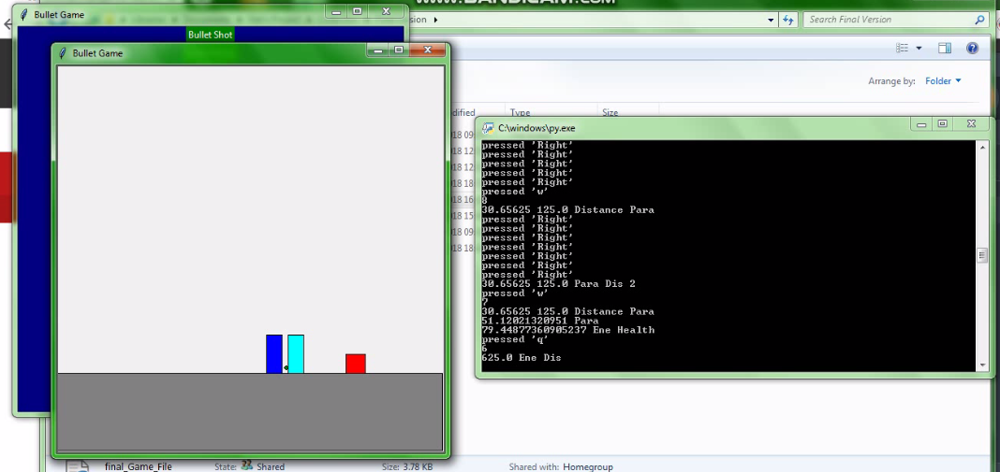 www.BANDICAM.com
Bullet Game
sion
Search Final Version
Bullet Shot
Bullet Game
Arrange by: Folder
dified Type Size
C:\windows\py.exe
18 09
18 12
18 12
18 18
18 16
18 15
18 09
18 18
pressed 'Right'
pressed 'Right'
pressed 'Right'
pressed 'Right'
pressed 'Right'
pressed 'w'
8
30.65625 125.0 Distance Para
pressed 'Right'
pressed 'Right'
pressed 'Right'
pressed 'Right'
pressed 'Right'
pressed 'Right'
pressed 'Right'
30.65625 125.0 Para Dis 2
pressed 'w'
7
30.65625 125.0 Distance Para
51.12021320951 Para
79.44877360905237 Ene Health
pressed 'q'
6
625.0 Ene Dis
final_Game_File State: Shared Size: 3.78 KB Shared with: Homegroup